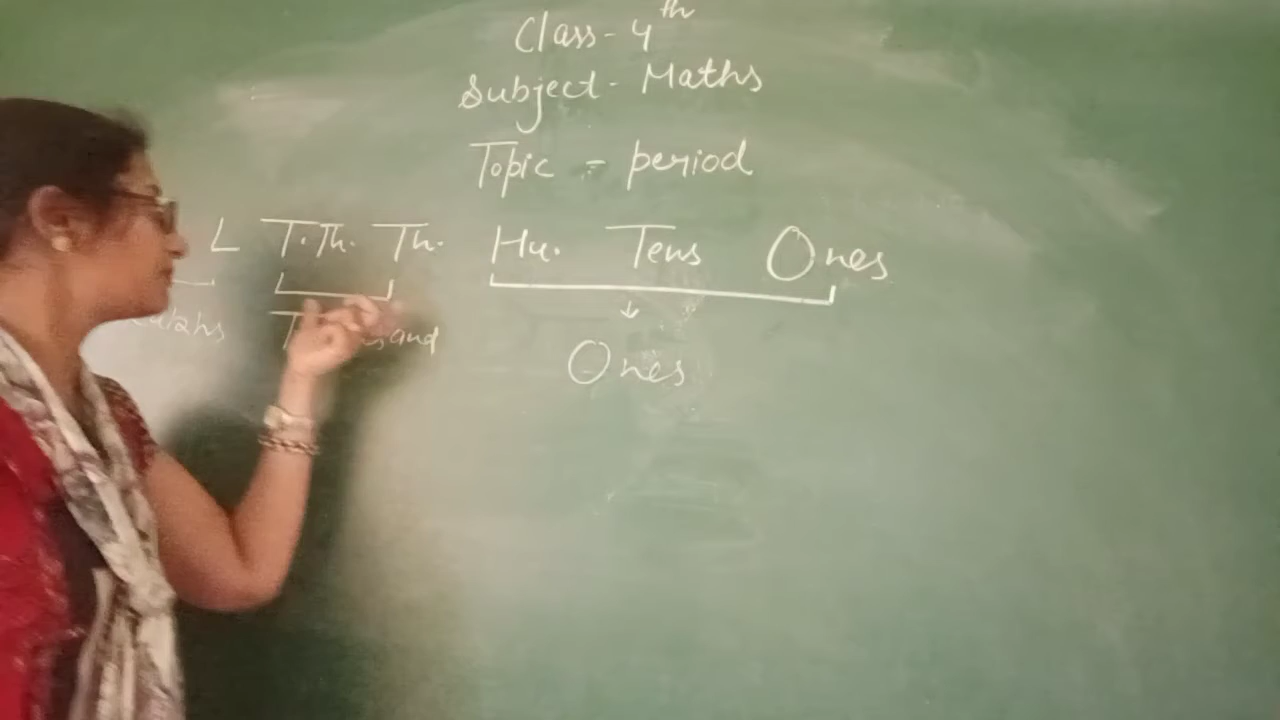 Class - 4th
Subject - Maths
Topic - period
L T.Th. Th. Hu. Tens Ones
Ones